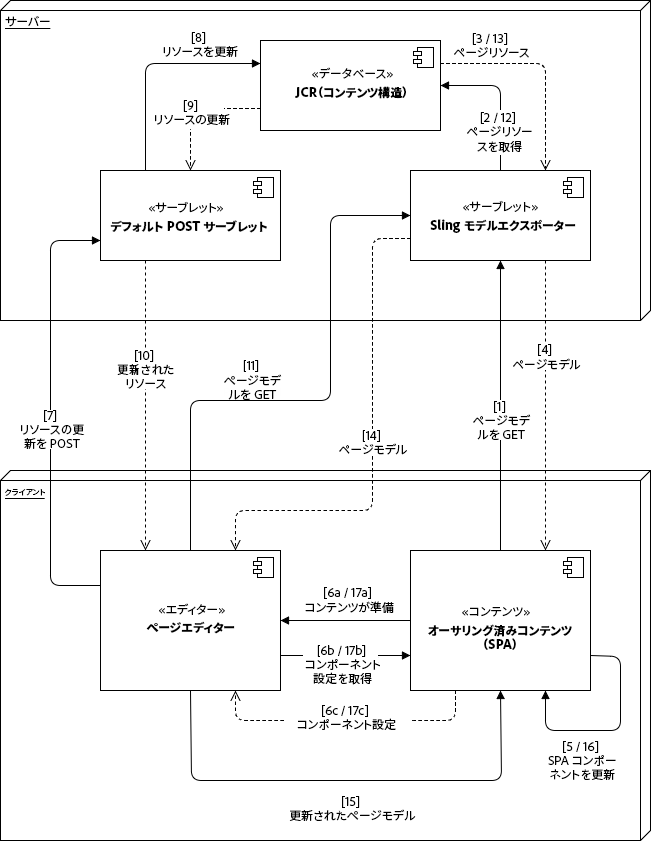 サーバー
[8]
リソースを更新
[3 / 13]
ページリソース
«データベース»
JCR（コンテンツ構造）
[9]
リソースの更新
[2 / 12]
ページリソー
スを取得
«サーブレット»
デフォルト POST サーブレット
«サーブレット»
Sling モデルエクスポーター
[10]
更新された
リソース
[11]
ページモデ
ルを GET
[4]
ページモデル
[7]
リソースの更
新を POST
[14]
ページモデル
[1]
ページモデ
ルを GET
クライアント
«エディター»
ページエディター
[6a / 17a]
コンテンツが準備
«コンテンツ»
オーサリング済みコンテンツ
（SPA）
[6b / 17b]
コンポーネント
設定を取得
[6c / 17c]
コンポーネント設定
[5 / 16]
SPA コンポー
ネントを更新
[15]
更新されたページモデル